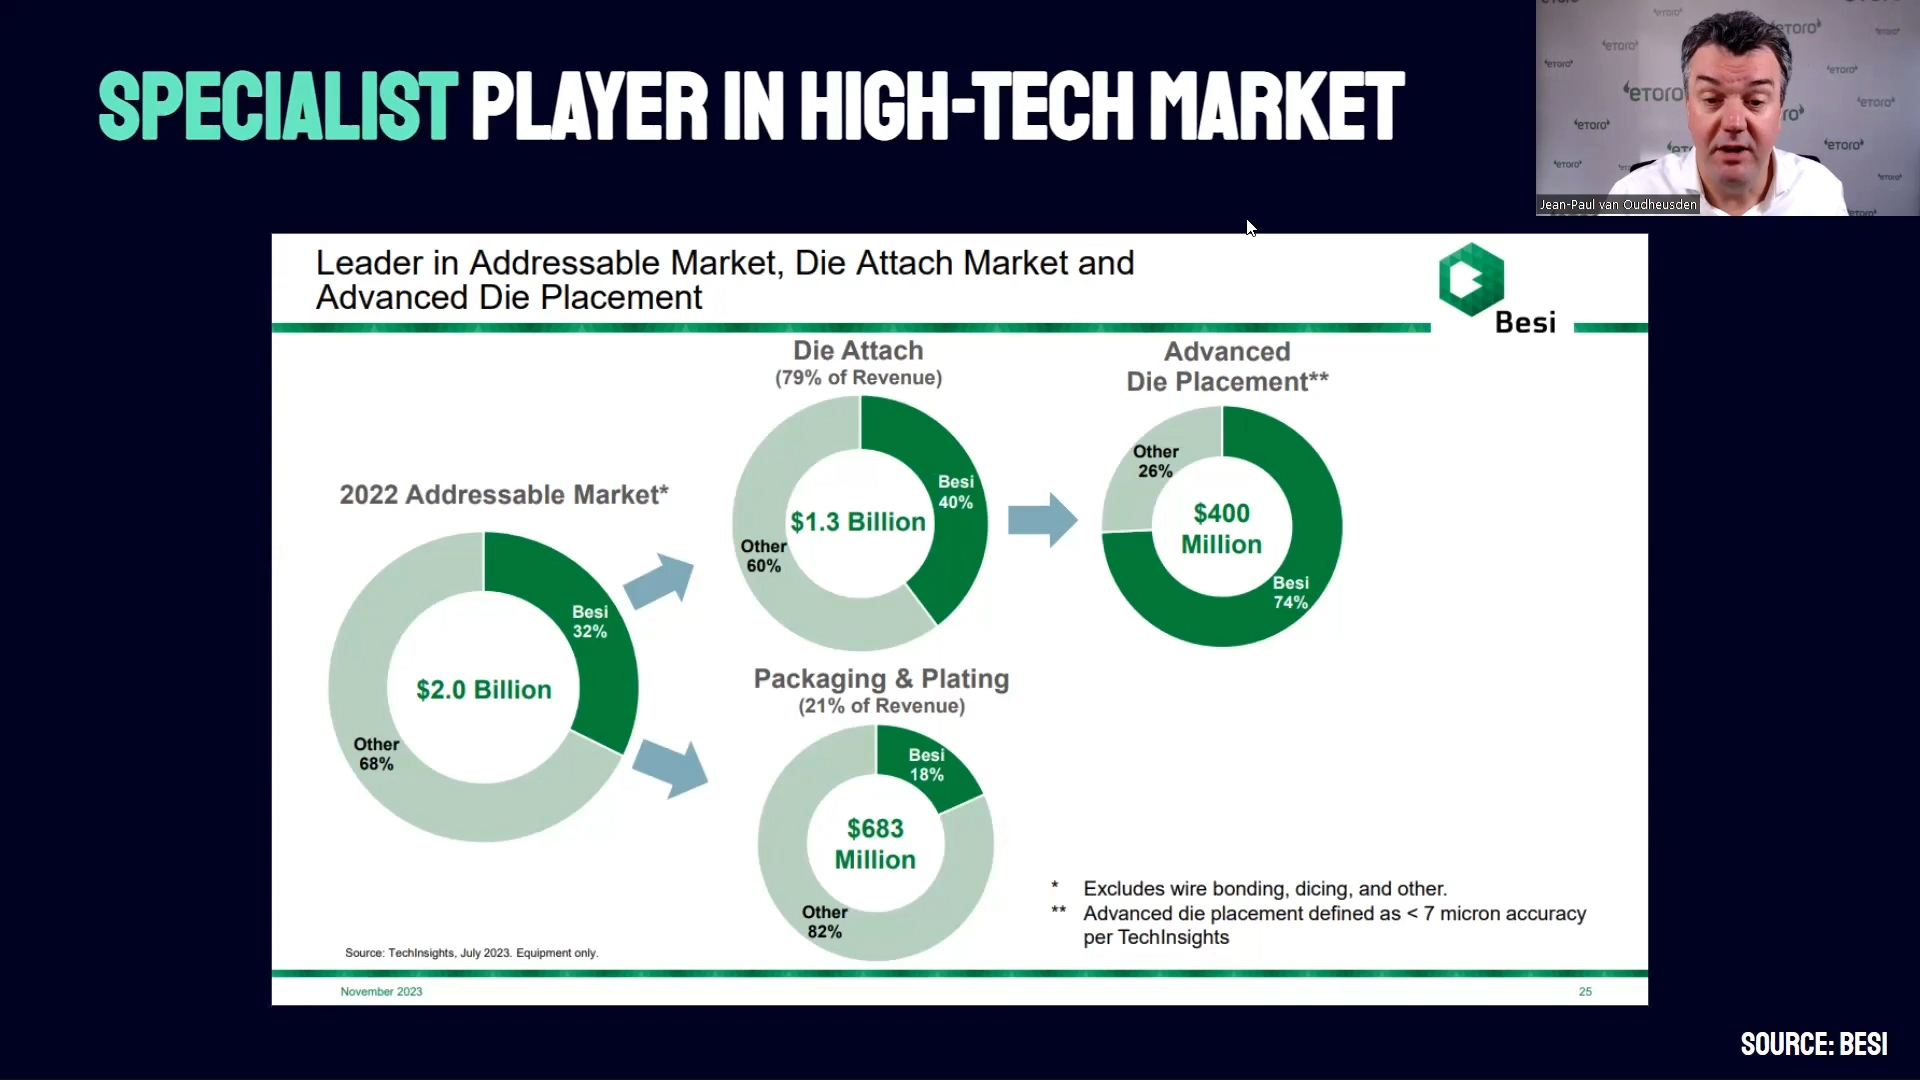 SPECIALIST PLAYER IN HIGH-TECH MARKET
eTORO
Jean-Paul van Oudheusden
Leader in Addressable Market, Die Attach Market and
Advanced Die Placement
Besi
Die Attach
(79% of Revenue)
Besi
40%
$1.3 Billion
Other
60%
Advanced
Die Placement**
Other
26%
$400
Million
Besi
74%
2022 Addressable Market*
Besi
32%
$2.0 Billion
Other
68%
Packaging & Plating
(21% of Revenue)
Besi
18%
$683
Million
Other
82%
* Excludes wire bonding, dicing, and other.
** Advanced die placement defined as < 7 micron accuracy
per TechInsights
Source: TechInsights, July 2023. Equipment only.
November 2023
25
SOURCE: BESI